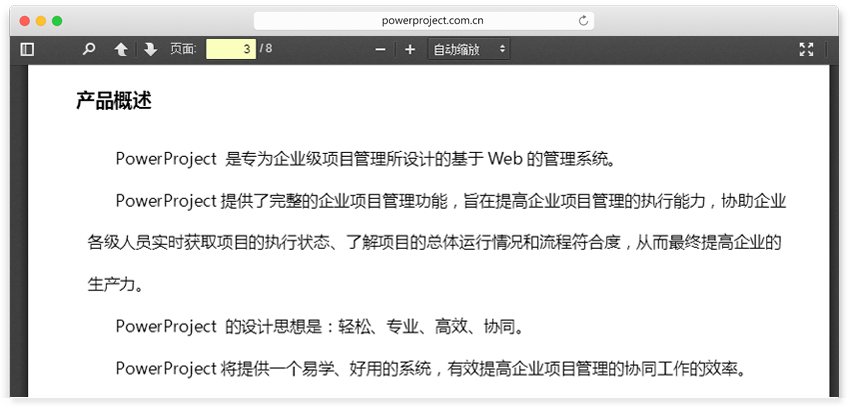 powerproject.com.cn
页面: 3 / 8 自动缩放
产品概述
PowerProject 是专为企业级项目管理所设计的基于 Web 的管理系统。
PowerProject 提供了完整的企业项目管理功能，旨在提高企业项目管理的执行能力，协助企业
各级人员实时获取项目的执行状态、了解项目的总体运行情况和流程符合度，从而最终提高企业的
生产力。
PowerProject 的设计思想是：轻松、专业、高效、协同。
PowerProject 将提供一个易学、好用的系统，有效提高企业项目管理的协同工作的效率。